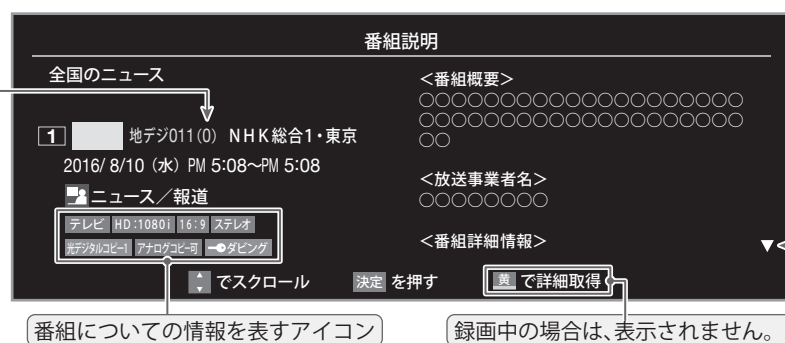 番組説明
全国のニュース
1 地デジ011(0) NHK総合1・東京
2016/ 8/10 (水) PM 5:08～PM 5:08
ニュース／報道
テレビ HD:1080i 16:9 ステレオ
光デジタルコピー1 アナログコピー可 ダビング
<番組概要>
○○○○○○○○○○○○○○○○○○○○
○○○○○○○○○○○○○○○○○○○○
○○
<放送事業者名>
○○○○○○○○
<番組詳細情報>
▼<
でスクロール 決定 を押す 黄 で詳細取得
番組についての情報を表すアイコン
録画中の場合は、表示されません。